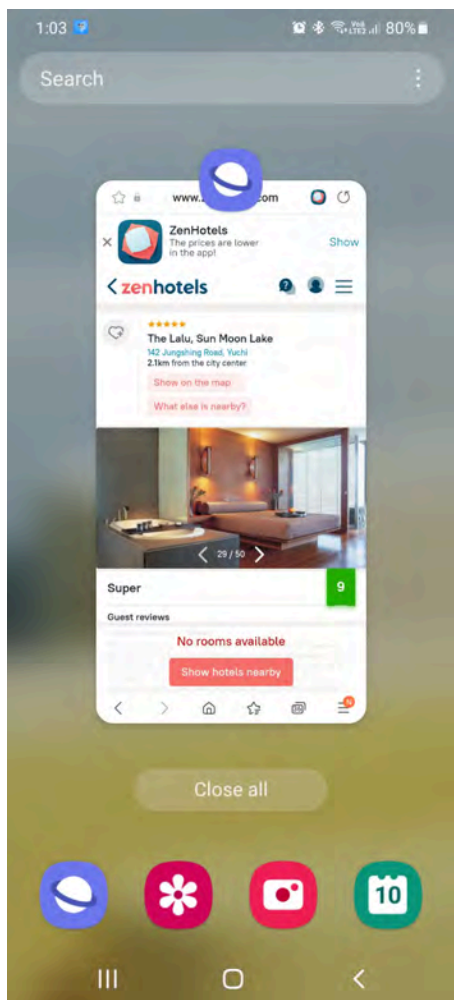 1:03
80%
Search
ZenHotels
The prices are lower
in the app!
Show
zenhotels
The Lalu, Sun Moon Lake
142 Jungshing Road, Yuchi
2.1km from the city center
Show on the map
What else is nearby?
29 / 50
Super
9
Guest reviews
No rooms available
Show hotels nearby
N
Close all
10